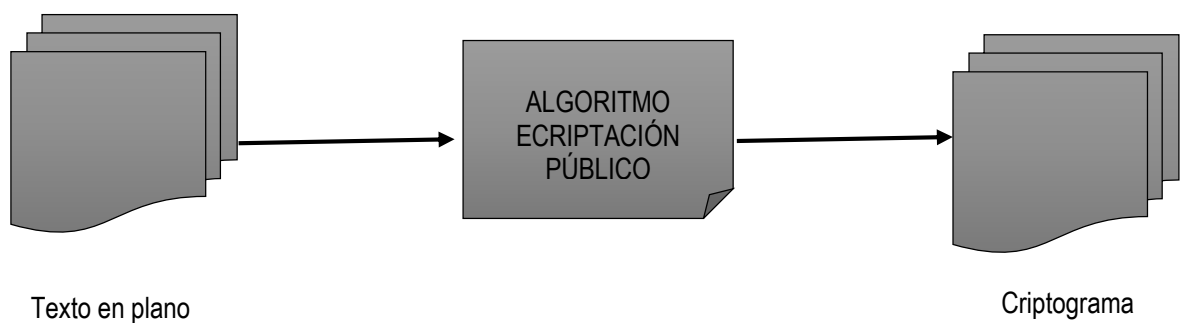 ALGORITMO
ECRIPTACIÓN
PÚBLICO
Texto en plano
Criptograma